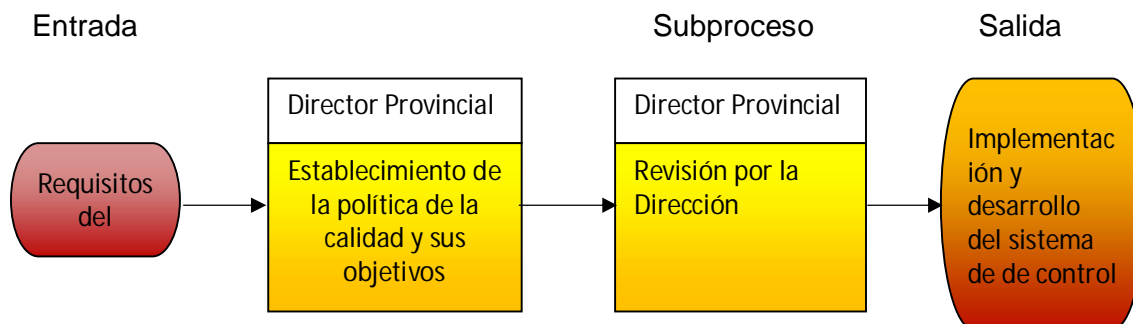 Entrada
Subproceso
Salida
Requisitos
del
Director Provincial
Establecimiento de
la política de la
calidad y sus
objetivos
Director Provincial
Revisión por la
Dirección
Implementac
ión y
desarrollo
del sistema
de de control